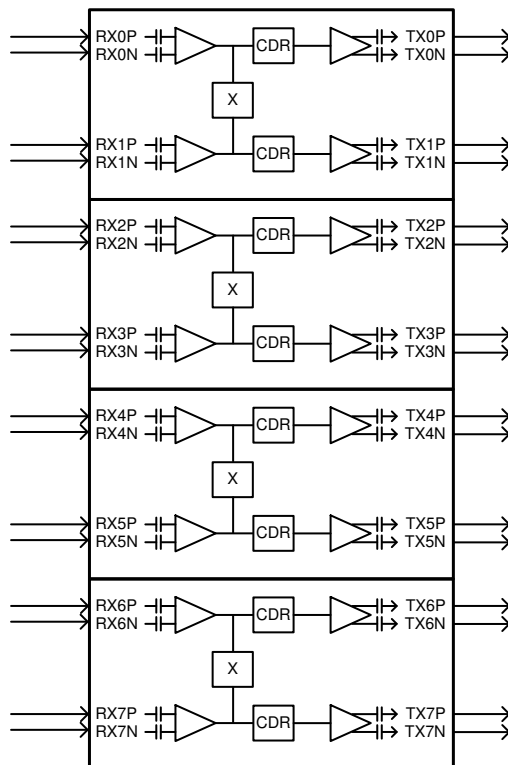 RX0P CDR TX0P
RX0N TX0N
X
RX1P CDR TX1P
RX1N TX1N
RX2P CDR TX2P
RX2N TX2N
X
RX3P CDR TX3P
RX3N TX3N
RX4P CDR TX4P
RX4N TX4N
X
RX5P CDR TX5P
RX5N TX5N
RX6P CDR TX6P
RX6N TX6N
X
RX7P CDR TX7P
RX7N TX7N